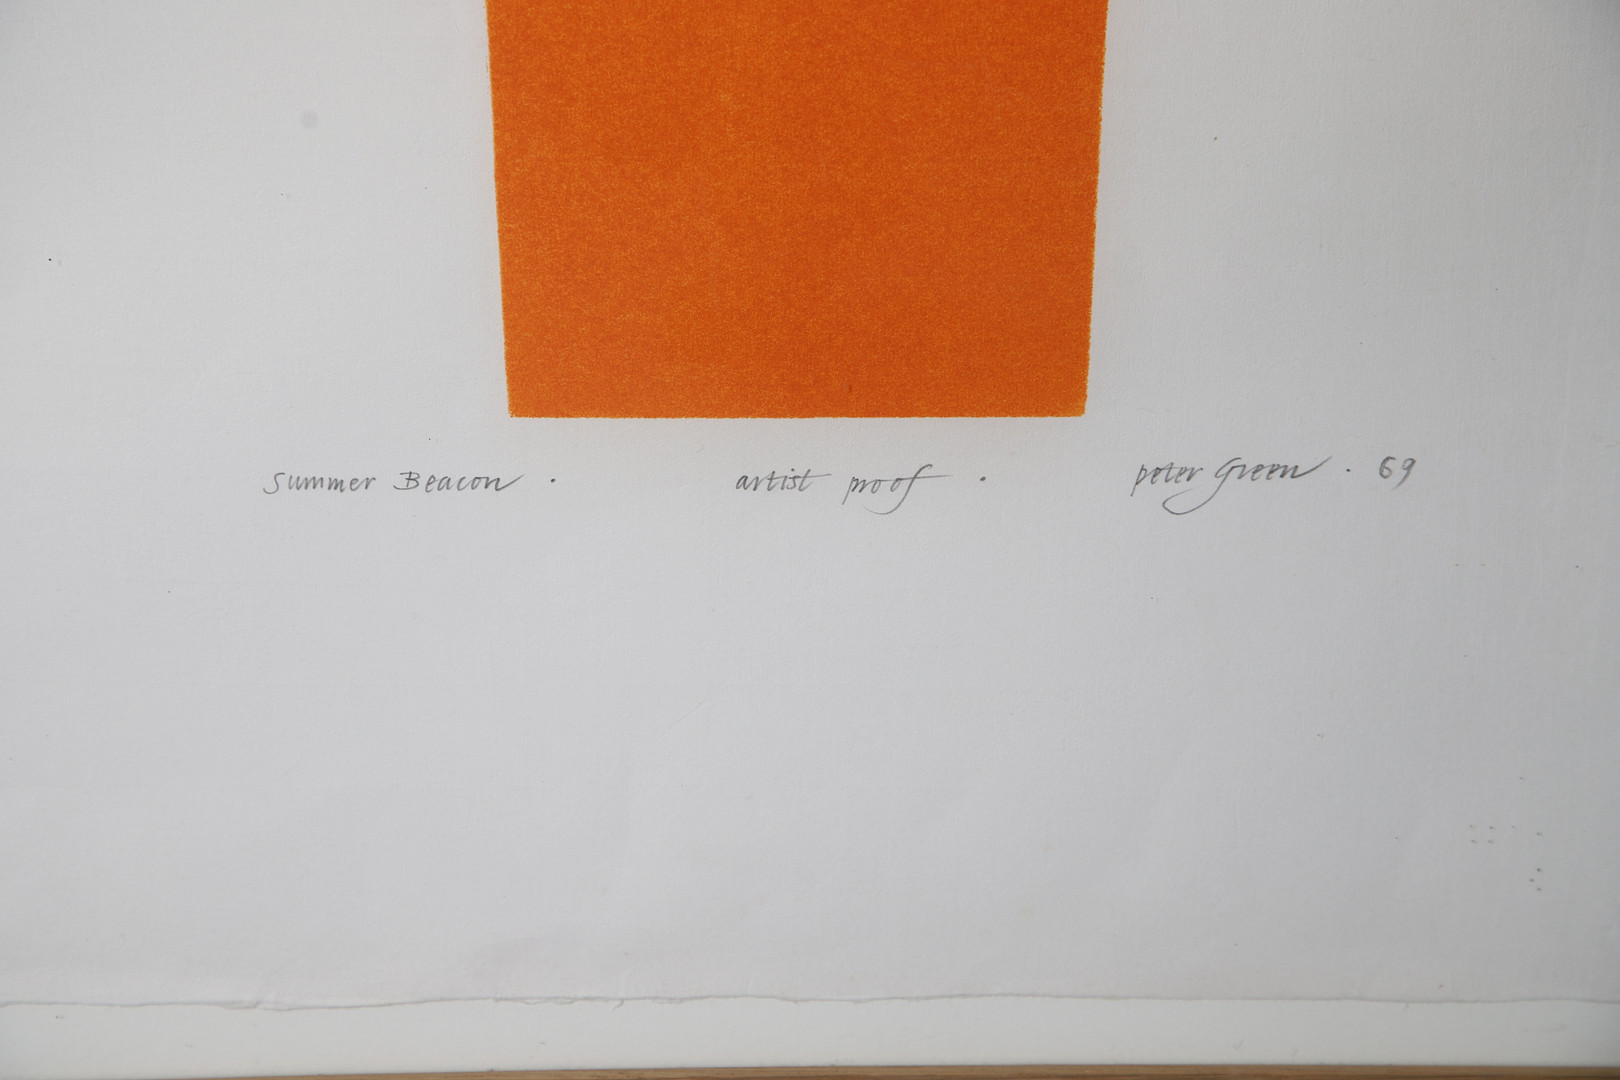 Summer Beacon . artist proof . peter Green . 69